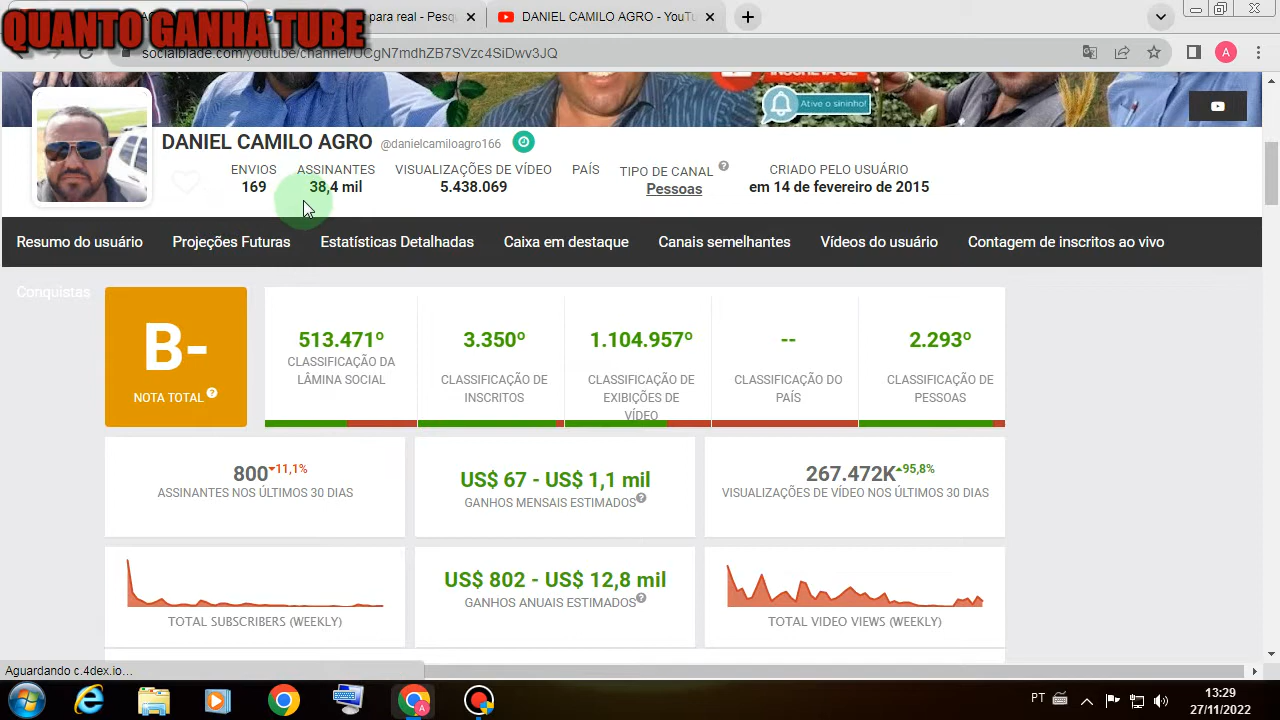 para real - Pesq
DANIEL CAMILO AGRO - YouTu
QUANTO GANHA TUBE
socialblade.com/youtube/channel/UCgN7mdhZB7SVzc4SiDwv3JQ
A
INSCREVA-SE
Ative o sininho!
DANIEL CAMILO AGRO @danielcamiloagro166
ENVIOS ASSINANTES VISUALIZAÇÕES DE VÍDEO PAÍS TIPO DE CANAL ? CRIADO PELO USUÁRIO
169 38,4 mil 5.438.069 Pessoas em 14 de fevereiro de 2015
Resumo do usuário Projeções Futuras Estatísticas Detalhadas Caixa em destaque Canais semelhantes Vídeos do usuário Contagem de inscritos ao vivo
Conquistas
B-
NOTA TOTAL ?
513.471º
CLASSIFICAÇÃO DA
LÂMINA SOCIAL
3.350º
CLASSIFICAÇÃO DE
INSCRITOS
1.104.957º
CLASSIFICAÇÃO DE
EXIBIÇÕES DE
VÍDEO
--
CLASSIFICAÇÃO DO
PAÍS
2.293º
CLASSIFICAÇÃO DE
PESSOAS
800 11,1%
ASSINANTES NOS ÚLTIMOS 30 DIAS
US$ 67 - US$ 1,1 mil
GANHOS MENSAIS ESTIMADOS ?
267.472K 95,8%
VISUALIZAÇÕES DE VÍDEO NOS ÚLTIMOS 30 DIAS
TOTAL SUBSCRIBERS (WEEKLY)
US$ 802 - US$ 12,8 mil
GANHOS ANUAIS ESTIMADOS ?
TOTAL VIDEO VIEWS (WEEKLY)
Aguardando c.4dex.io...
A
PT
13:29
27/11/2022